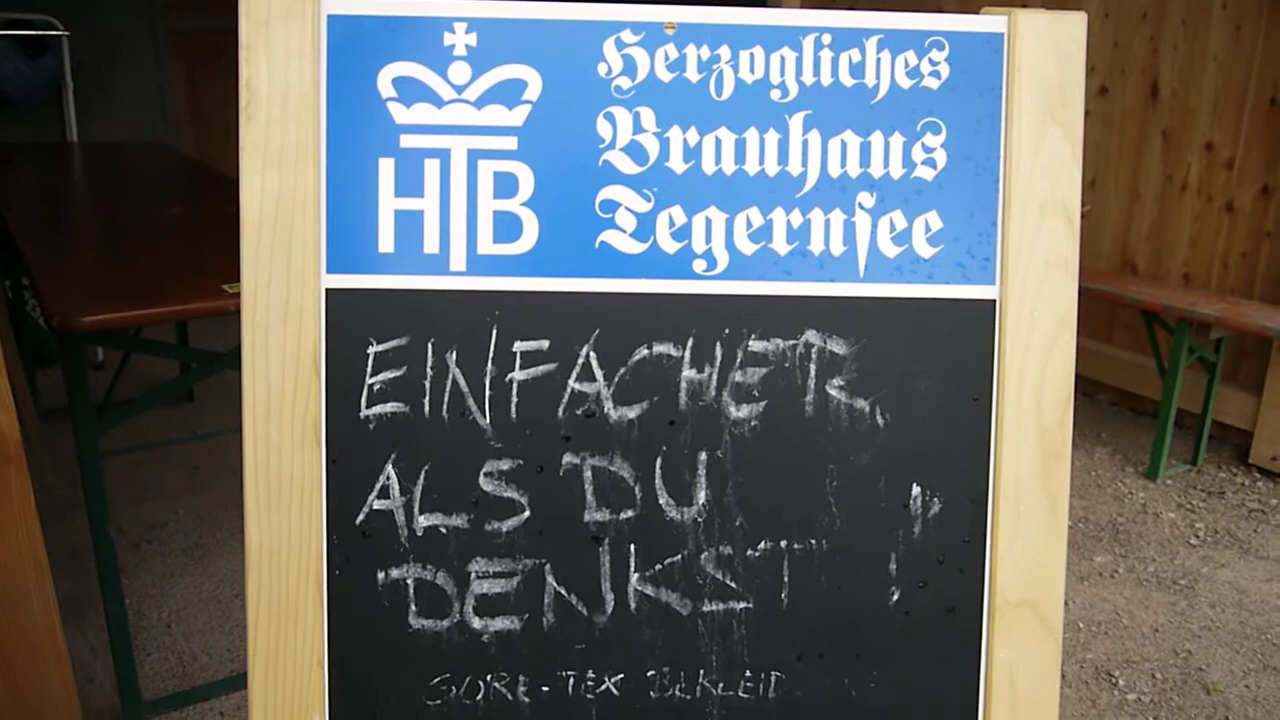 HTB
Herzogliches
Brauhaus
Tegernsee
EINFACHER
ALS DU
DENKST !
GORE-TEX BEKLEID